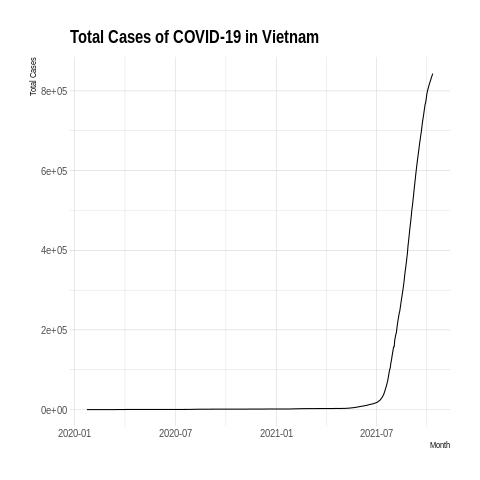 Total Cases of COVID-19 in Vietnam
Total Cases
8e+05
6e+05
4e+05
2e+05
0e+00
2020-01 2020-07 2021-01 2021-07
Month